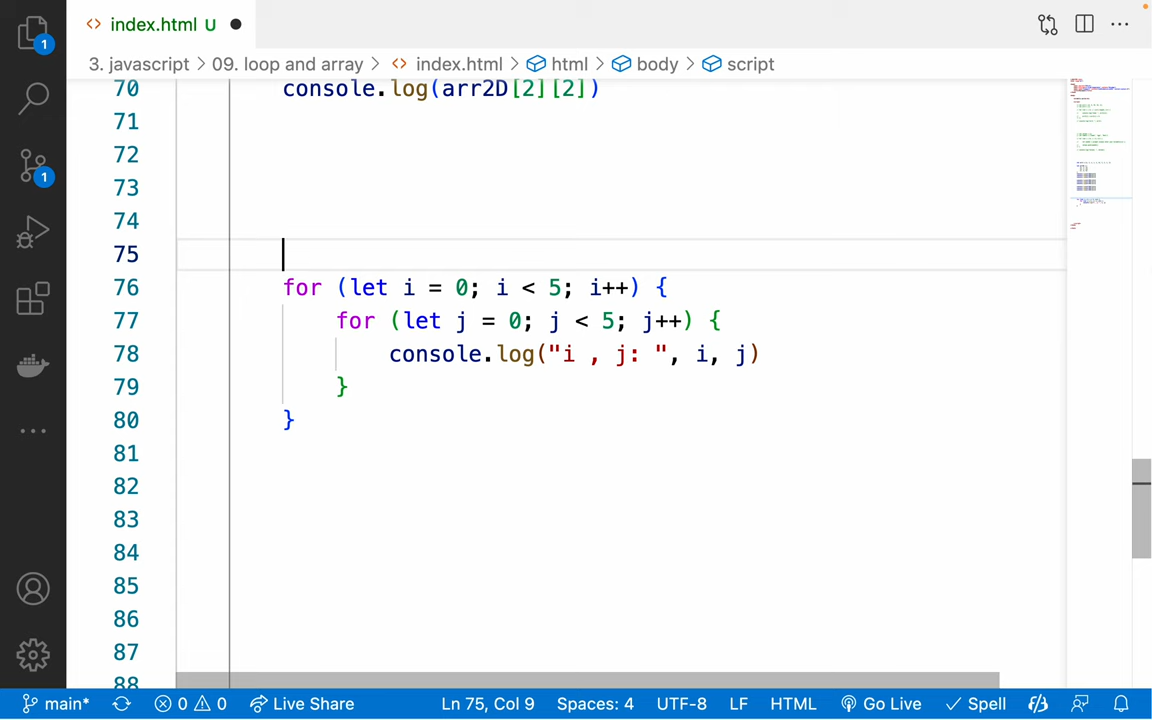 index.html U
3. javascript > 09. loop and array > index.html > html > body > script
70 console.log(arr2D[2][2])
71
72
73
74
75
76 for (let i = 0; i < 5; i++) {
77 for (let j = 0; j < 5; j++) {
78 console.log("i , j: ", i, j)
79 }
80 }
81
82
83
84
85
86
87
88
1
1
main* 0 0 Live Share Ln 75, Col 9 Spaces: 4 UTF-8 LF HTML Go Live Spell